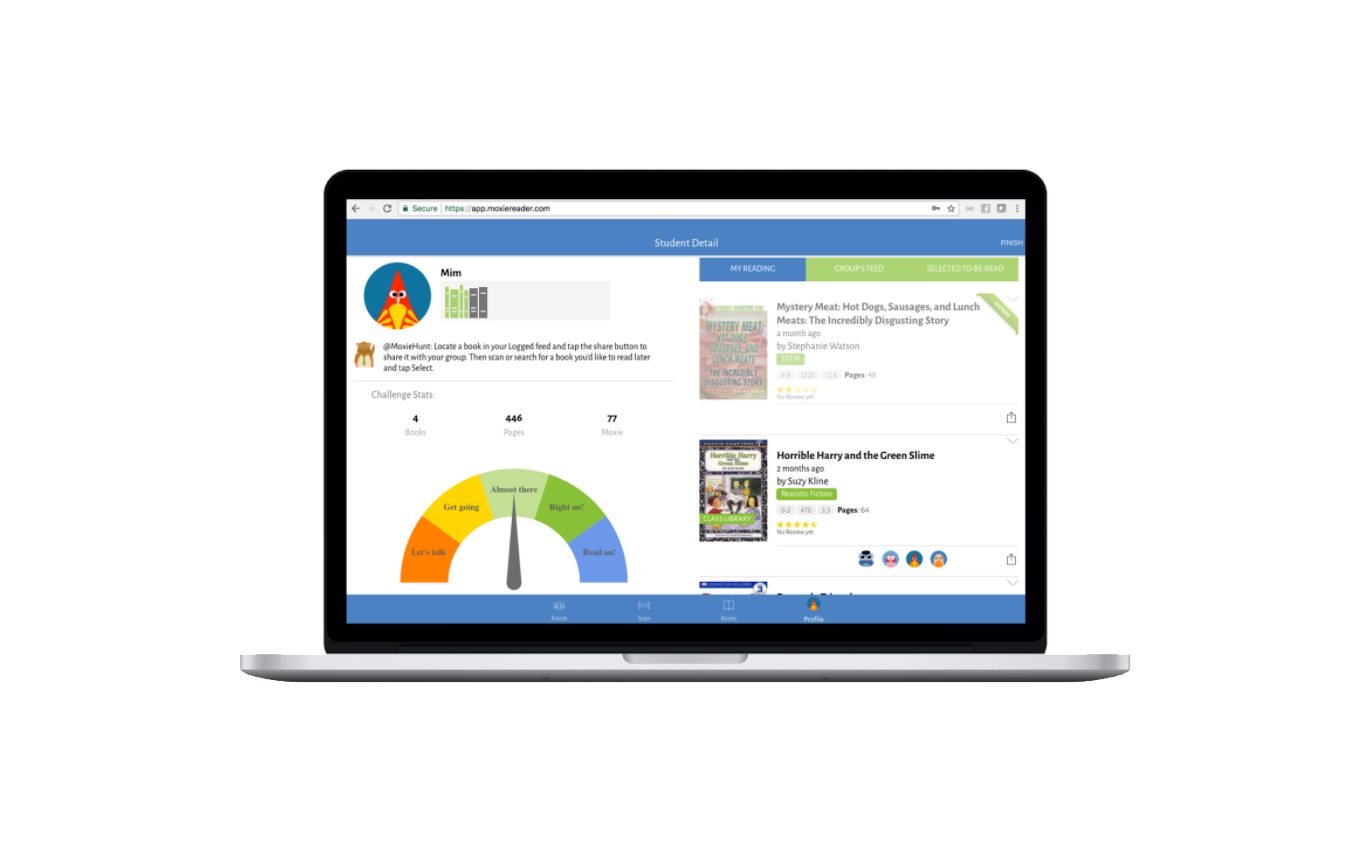 Secure | https://app.moxiereader.com
Student Detail
FINISH
Mim
@MoxieHunt: Locate a book in your Logged feed and tap the share button to
share it with your group. Then scan or search for a book you'd like to read later
and tap Select.
Challenge Stats:
4 446 77
Books Pages Moxie
Let's talk
Get going
Almost there
Right on!
Read on!
MY READING GROUP'S FEED SELECTED TO-BE-READ
MYSTERY MEAT:
HOT DOGS,
SAUSAGES, AND
LUNCH MEATS
THE INCREDIBLY
DISGUSTING STORY
Mystery Meat: Hot Dogs, Sausages, and Lunch
Meats: The Incredibly Disgusting Story
a month ago
by Stephanie Watson
STEM
6-8 1220 11.6 Pages: 48
No Review yet
Horrible Harry
and the
Green Slime
CLASS LIBRARY
Horrible Harry and the Green Slime
2 months ago
by Suzy Kline
Realistic Fiction
0-2 470 3.3 Pages: 64
No Review yet
3
Finish Scan Books Profile